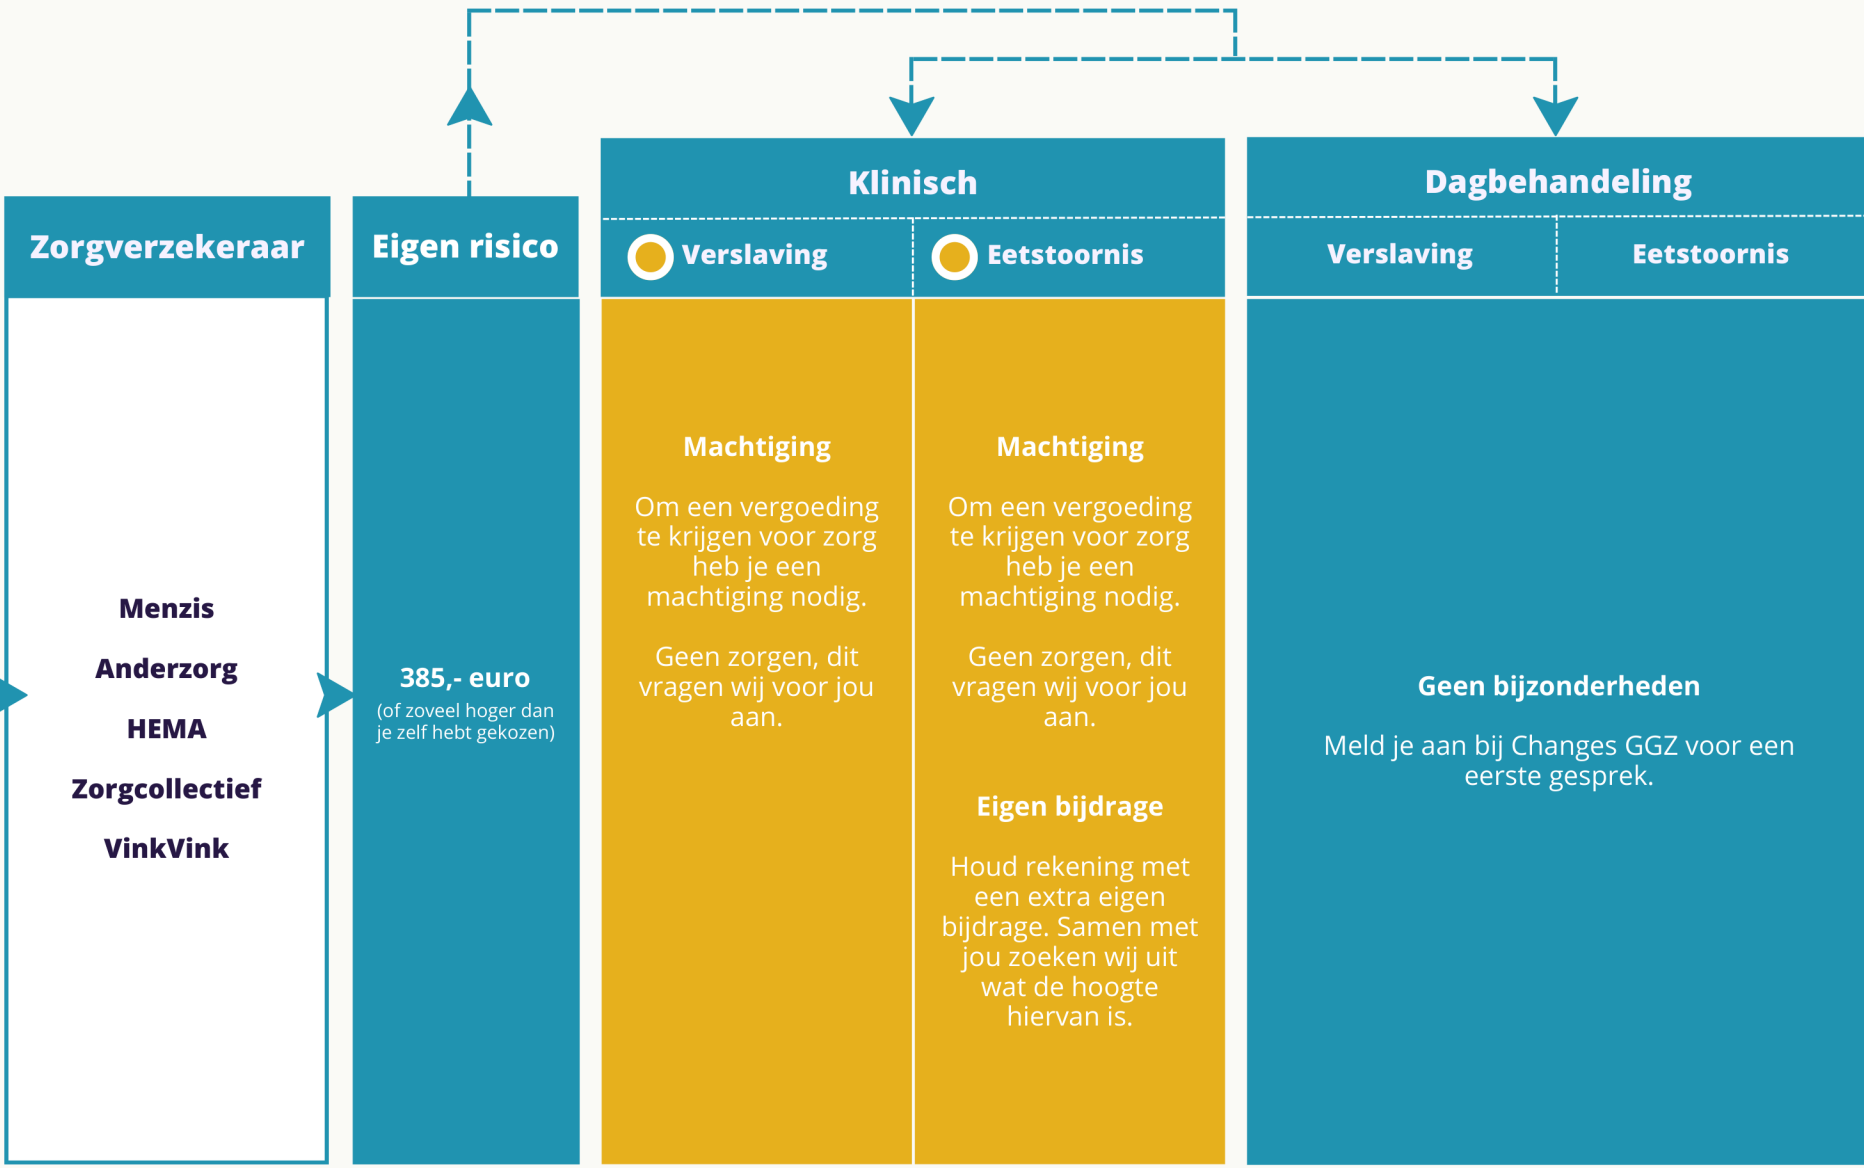 Zorgverzekeraar
Menzis
Anderzorg
HEMA
Zorgcollectief
VinkVink
Eigen risico
385,- euro
(of zoveel hoger dan
je zelf hebt gekozen)
Klinisch
Verslaving
Machtiging
Om een vergoeding
te krijgen voor zorg
heb je een
machtiging nodig.
Geen zorgen, dit
vragen wij voor jou
aan.
Eetstoornis
Machtiging
Om een vergoeding
te krijgen voor zorg
heb je een
machtiging nodig.
Geen zorgen, dit
vragen wij voor jou
aan.
Eigen bijdrage
Houd rekening met
een extra eigen
bijdrage. Samen met
jou zoeken wij uit
wat de hoogte
hiervan is.
Dagbehandeling
Verslaving
Eetstoornis
Geen bijzonderheden
Meld je aan bij Changes GGZ voor een
eerste gesprek.